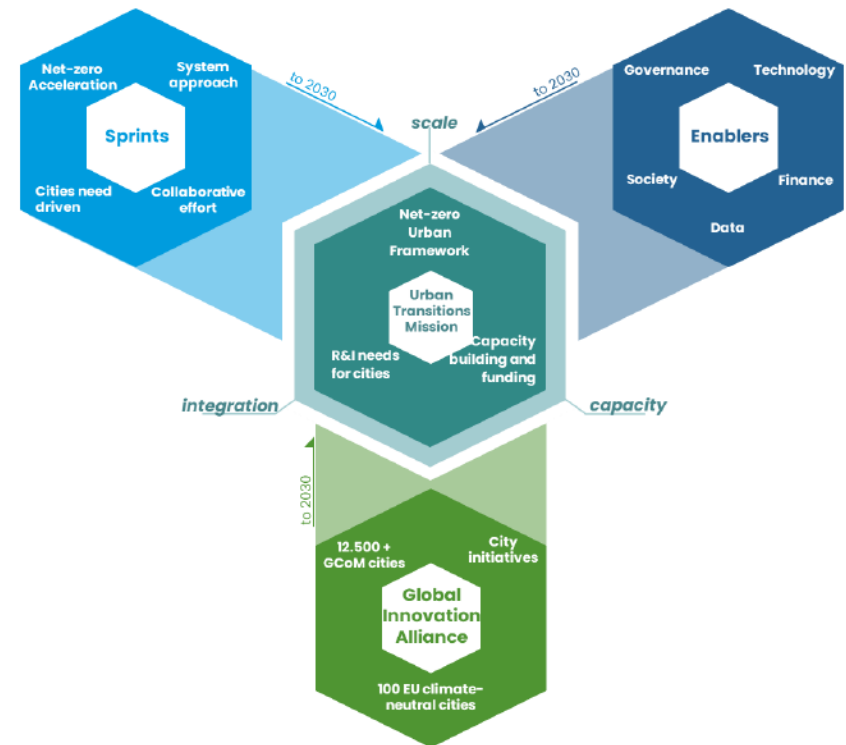 Net-zero
Acceleration
System
approach
Sprints
Cities need
driven
Collaborative
effort
to 2030
scale
to 2030
Governance
Technology
Enablers
Society
Finance
Data
Net-zero
Urban
Framework
Urban
Transitions
Mission
R&I needs
for cities
Capacity
building and
funding
integration
capacity
to 2030
12.500 +
GCoM cities
City
initiatives
Global
Innovation
Alliance
100 EU climate-
neutral cities